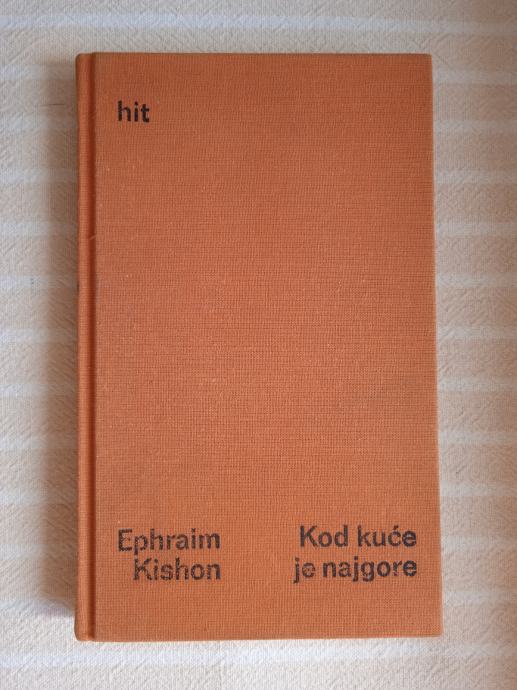 hit
Ephraim
Kishon
Kod kuće
je najgore